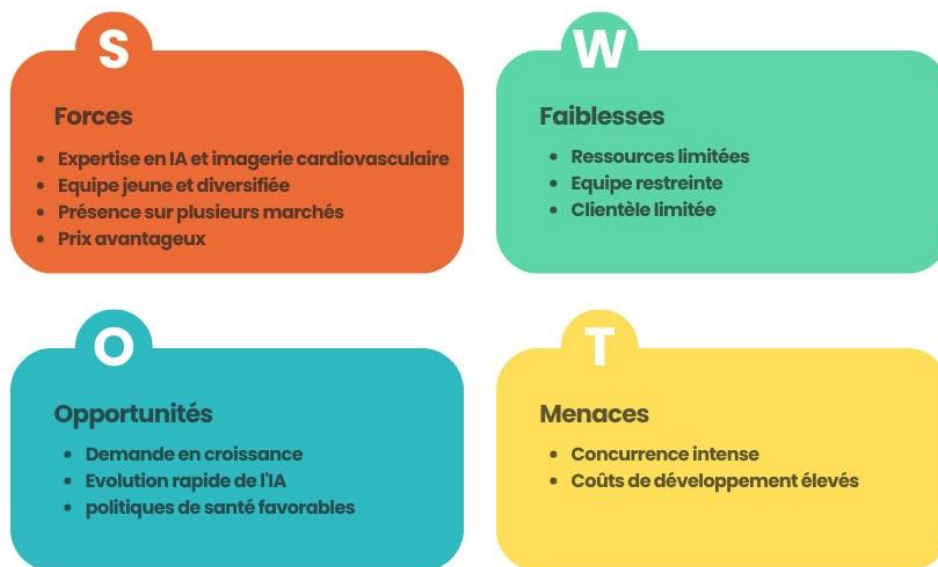 S
Forces
• Expertise en IA et imagerie cardiovasculaire
• Equipe jeune et diversifiée
• Présence sur plusieurs marchés
• Prix avantageux
W
Faiblesses
• Ressources limitées
• Equipe restreinte
• Clientèle limitée
O
Opportunités
• Demande en croissance
• Evolution rapide de l'IA
• politiques de santé favorables
T
Menaces
• Concurrence intense
• Coûts de développement élevés